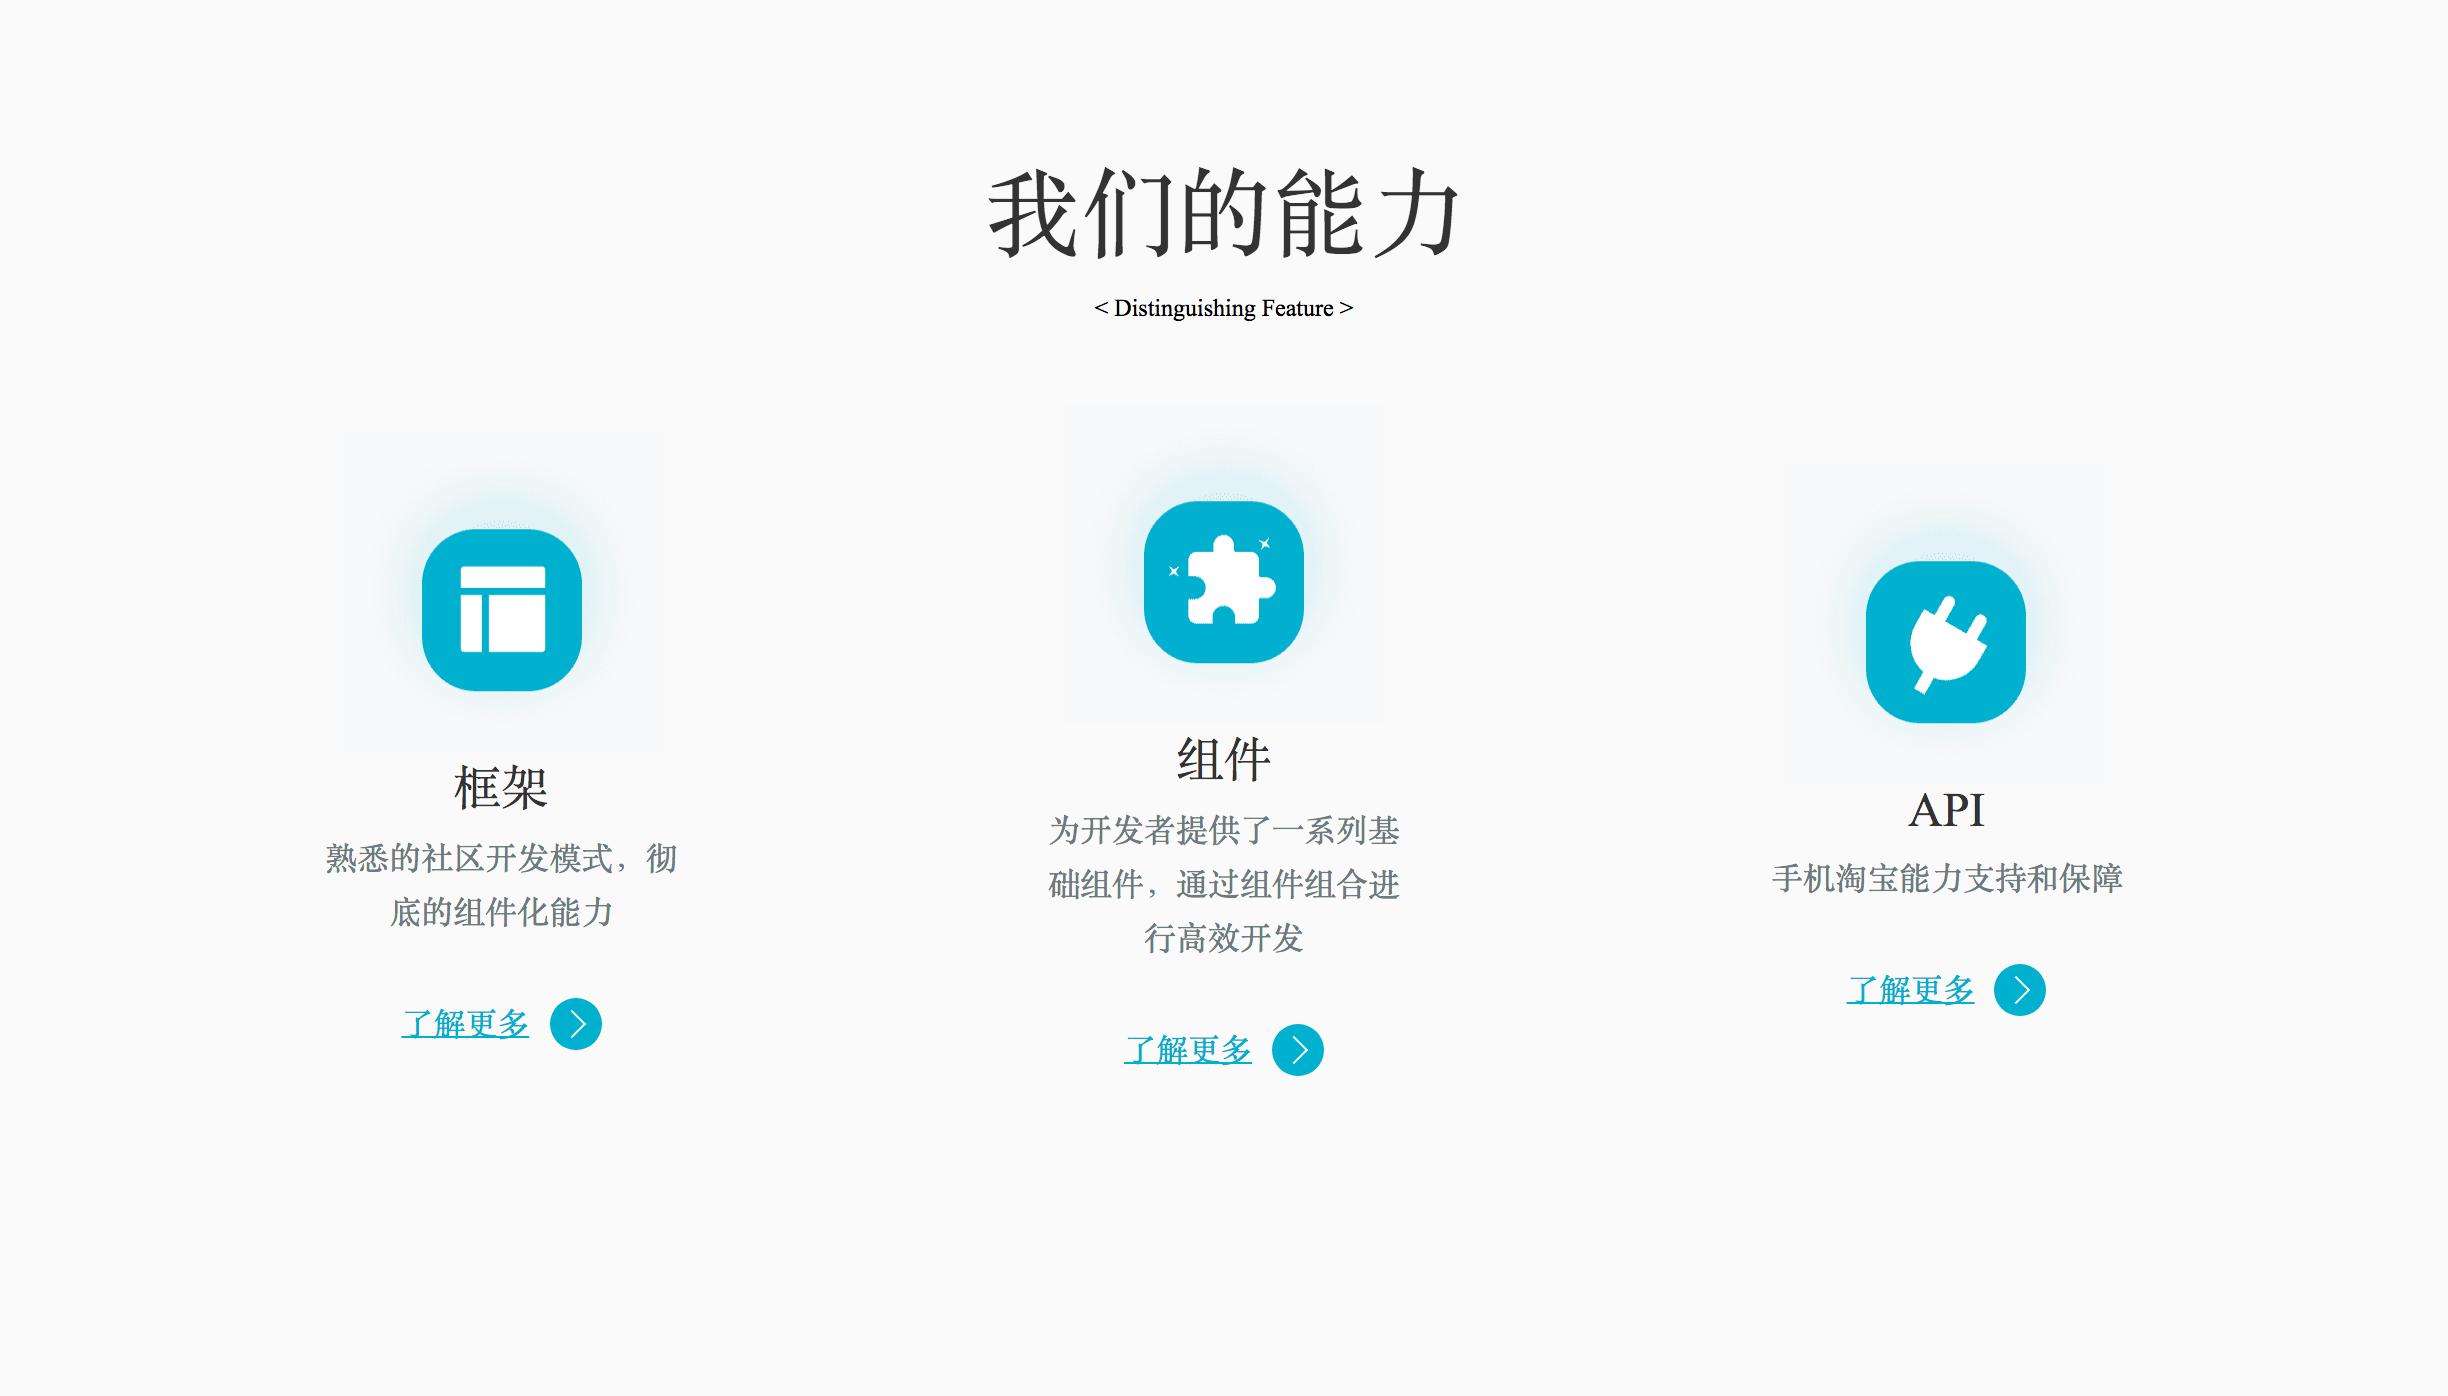 我们的能力
< Distinguishing Feature >
框架
熟悉的社区开发模式，彻
底的组件化能力
了解更多
组件
为开发者提供了一系列基
础组件，通过组件组合进
行高效开发
了解更多
API
手机淘宝能力支持和保障
了解更多